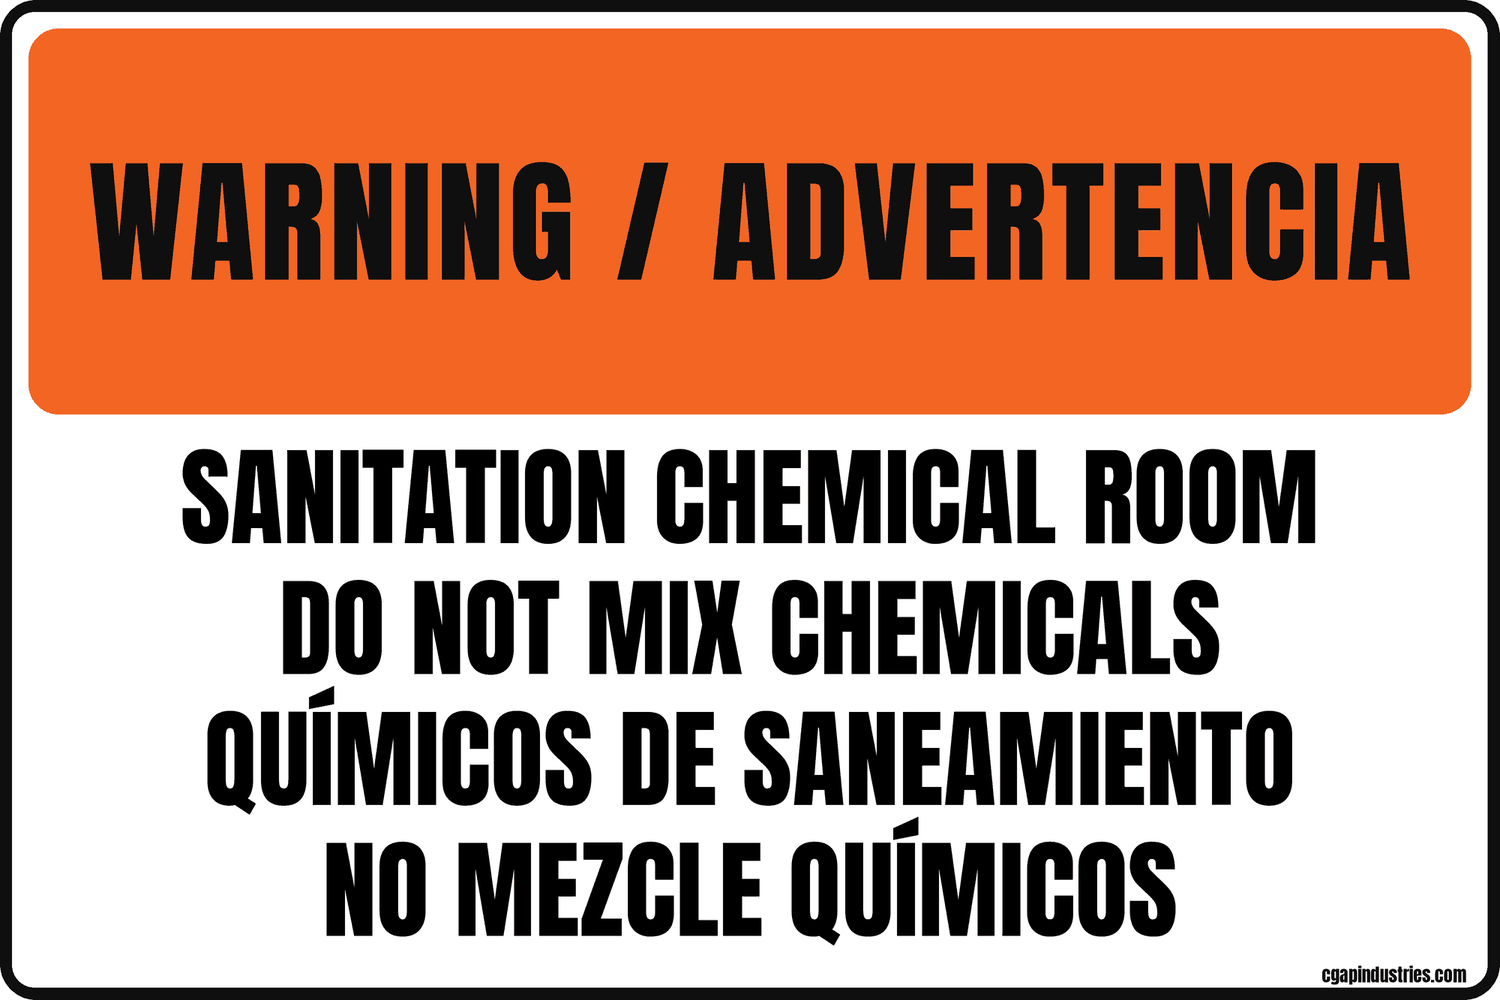 WARNING / ADVERTENCIA
SANITATION CHEMICAL ROOM
DO NOT MIX CHEMICALS
QUÍMICOS DE SANEAMIENTO
NO MEZCLE QUÍMICOS
cgapindustries.com